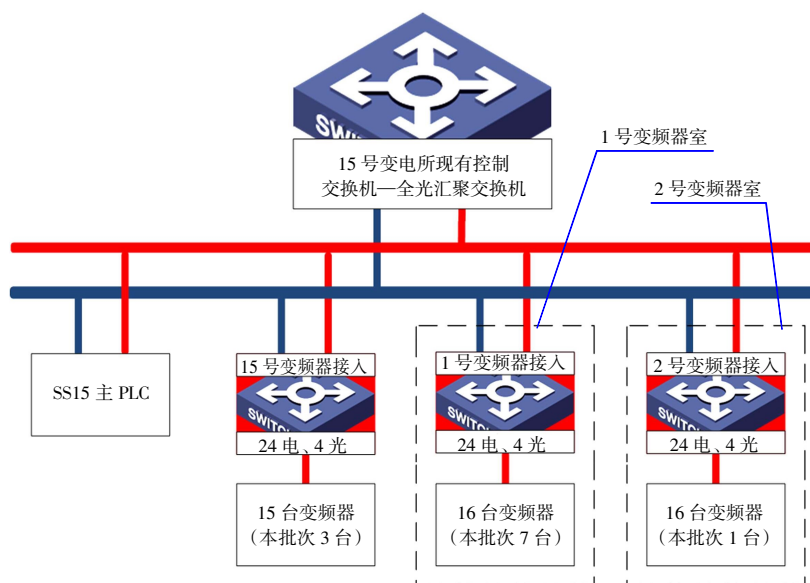 SWITCH
1 号变频器室
15 号变电所现有控制
交换机—全光汇聚交换机
2 号变频器室
SS15 主 PLC
15 号变频器接入
SWITCH
24 电、4 光
15 台变频器
（本批次 3 台）
1 号变频器接入
SWITCH
24 电、4 光
16 台变频器
（本批次 7 台）
2 号变频器接入
SWITCH
24 电、4 光
16 台变频器
（本批次 1 台）